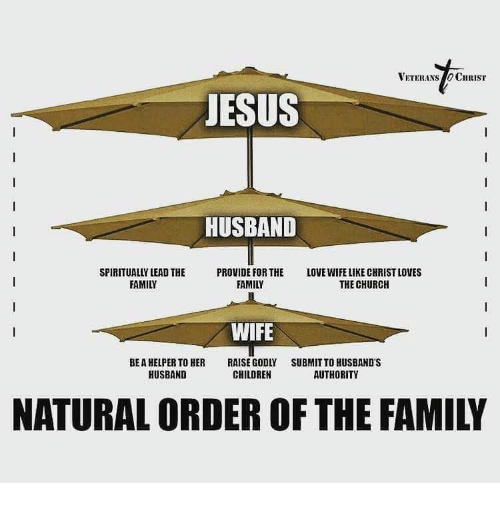 VETERANS TO CHRIST
JESUS
HUSBAND
SPIRITUALLY LEAD THE FAMILY
PROVIDE FOR THE FAMILY
LOVE WIFE LIKE CHRIST LOVES THE CHURCH
WIFE
BE A HELPER TO HER HUSBAND
RAISE GODLY CHILDREN
SUBMIT TO HUSBAND'S AUTHORITY
NATURAL ORDER OF THE FAMILY